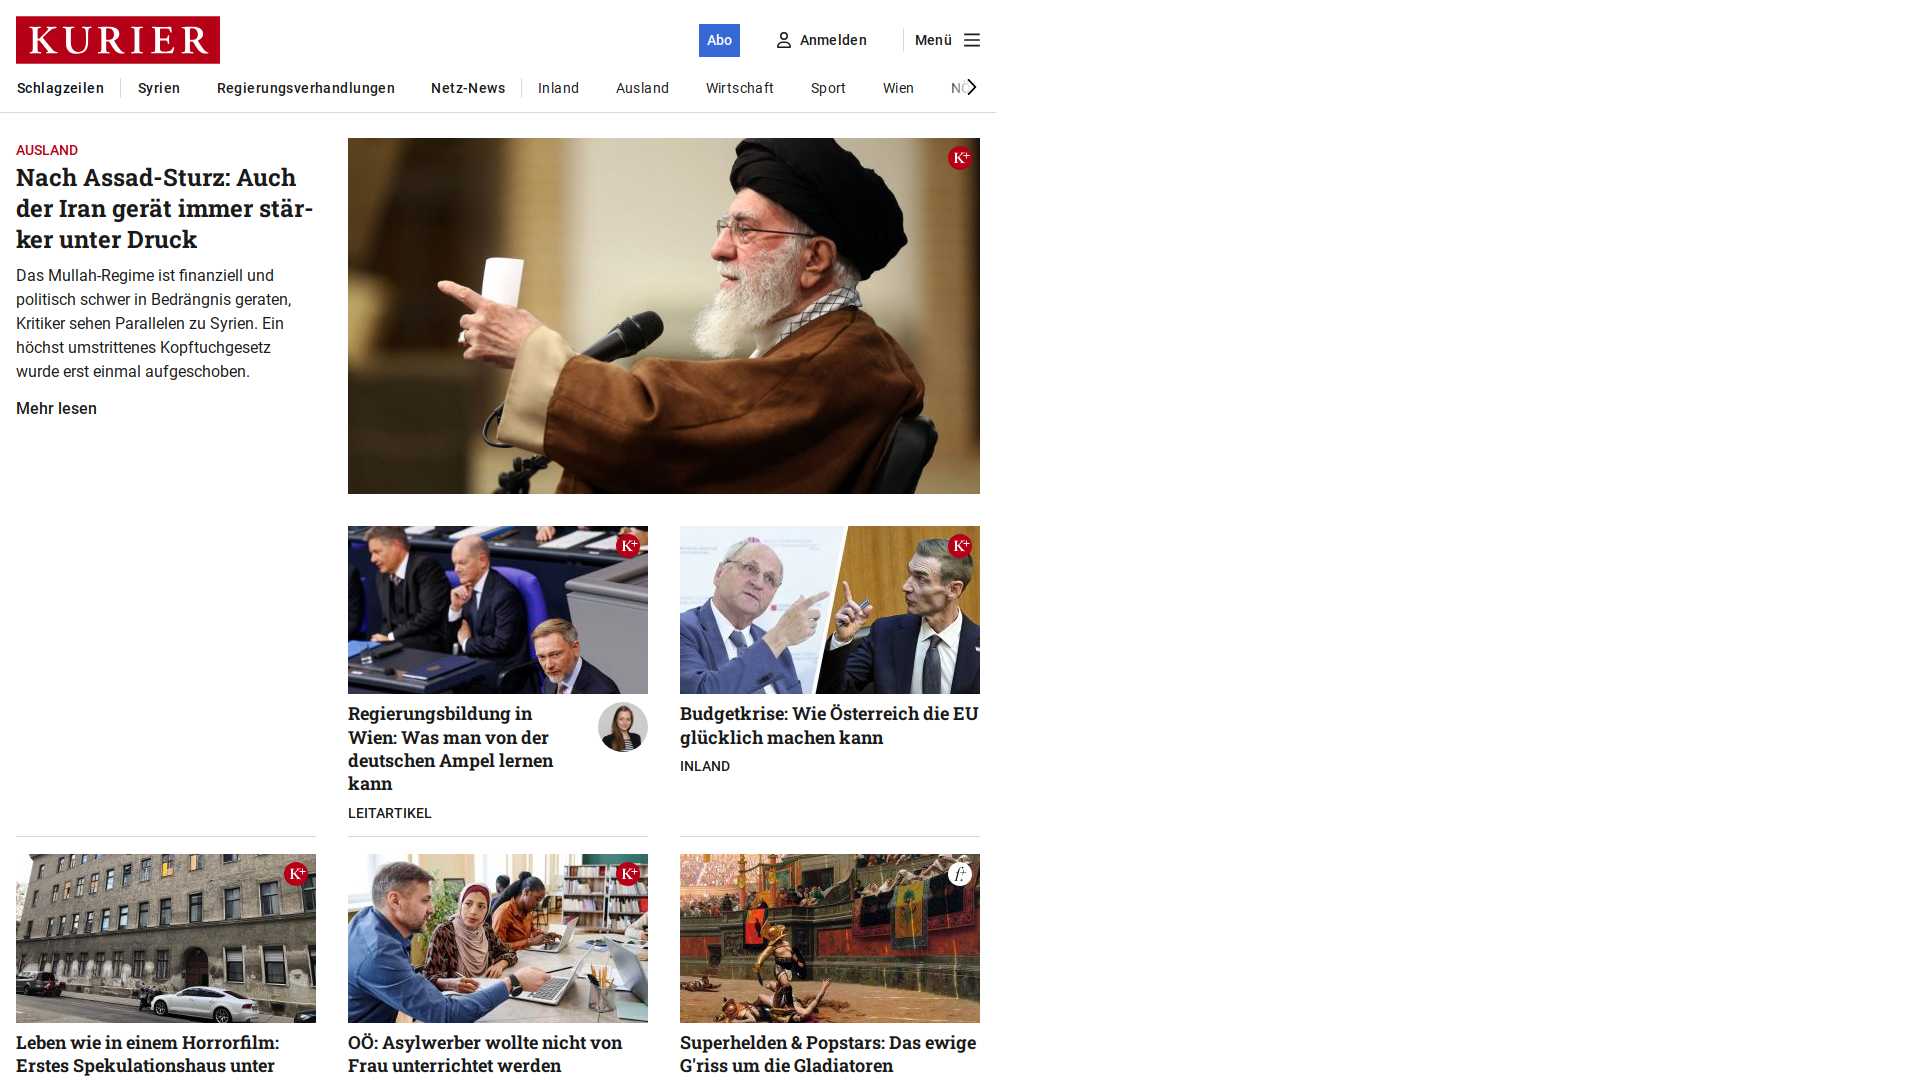 KURIER
Abo
Anmelden
Menü
Schlagzeilen
Syrien
Regierungsverhandlungen
Netz-News
Inland
Ausland
Wirtschaft
Sport
Wien
NÖ
AUSLAND
Nach Assad-Sturz: Auch
der Iran gerät immer stär-
ker unter Druck
Das Mullah-Regime ist finanziell und
politisch schwer in Bedrängnis geraten,
Kritiker sehen Parallelen zu Syrien. Ein
höchst umstrittenes Kopftuchgesetz
wurde erst einmal aufgeschoben.
Mehr lesen
K+
K+
K+
Regierungsbildung in
Wien: Was man von der
deutschen Ampel lernen
kann
LEITARTIKEL
Budgetkrise: Wie Österreich die EU
glücklich machen kann
INLAND
K+
K+
f+
Leben wie in einem Horrorfilm:
Erstes Spekulationshaus unter
OÖ: Asylwerber wollte nicht von
Frau unterrichtet werden
Superhelden & Popstars: Das ewige
G'riss um die Gladiatoren